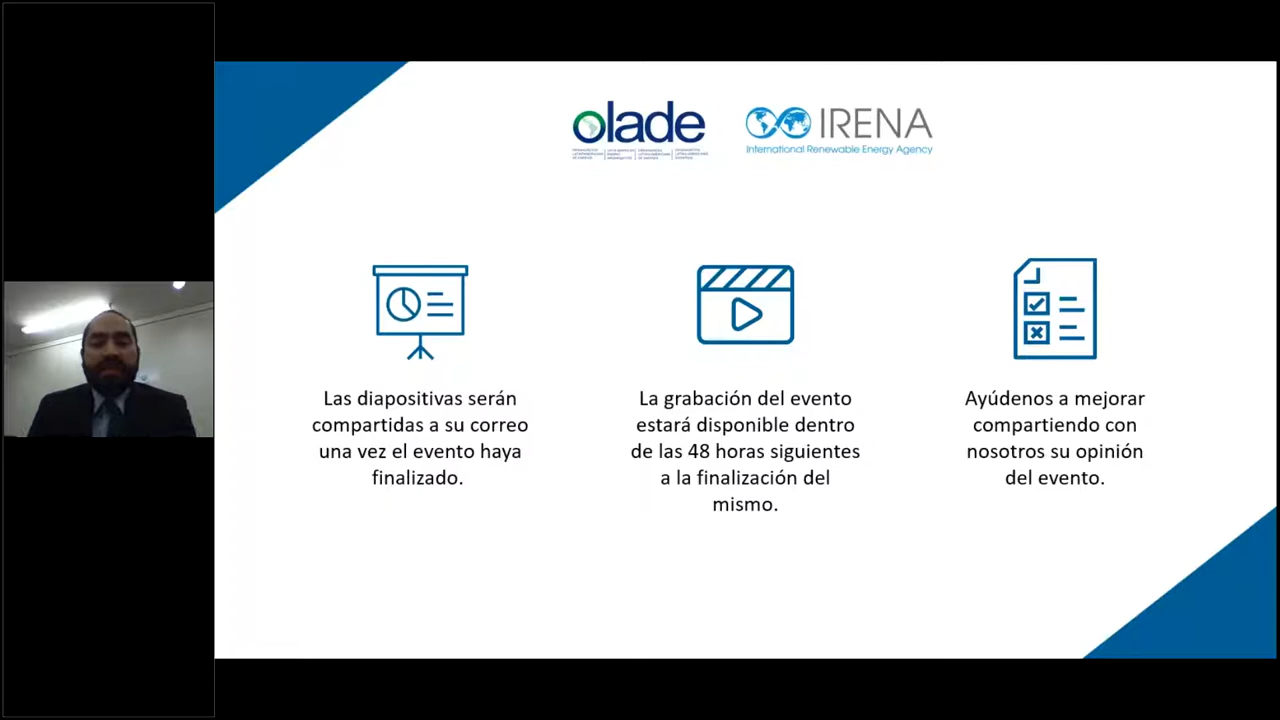 olade
IRENA
International Renewable Energy Agency
Las diapositivas serán
compartidas a su correo
una vez el evento haya
finalizado.
La grabación del evento
estará disponible dentro
de las 48 horas siguientes
a la finalización del
mismo.
Ayúdenos a mejorar
compartiendo con
nosotros su opinión
del evento.